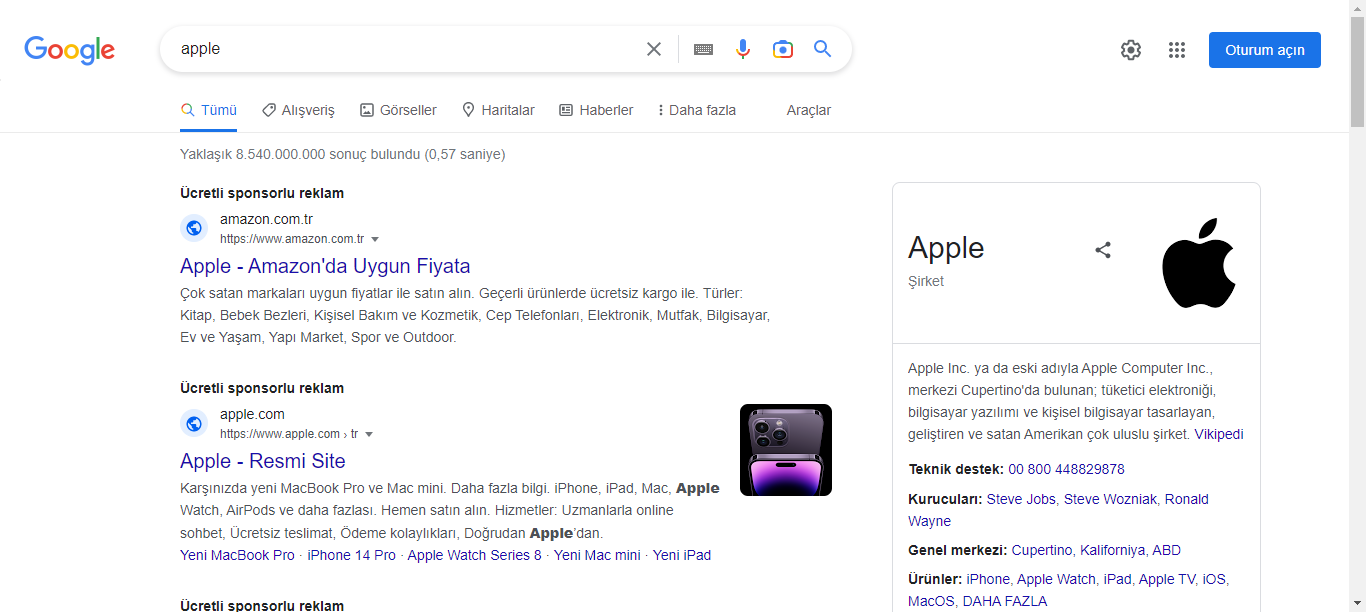 Google
apple
Oturum açın
Tümü
Alışveriş
Görseller
Haritalar
Haberler
Daha fazla
Araçlar
Yaklaşık 8.540.000.000 sonuç bulundu (0,57 saniye)
Ücretli sponsorlu reklam
amazon.com.tr
https://www.amazon.com.tr
Apple - Amazon'da Uygun Fiyata
Çok satan markaları uygun fiyatlar ile satın alın. Geçerli ürünlerde ücretsiz kargo ile. Türler:
Kitap, Bebek Bezleri, Kişisel Bakım ve Kozmetik, Cep Telefonları, Elektronik, Mutfak, Bilgisayar,
Ev ve Yaşam, Yapı Market, Spor ve Outdoor.
Ücretli sponsorlu reklam
apple.com
https://www.apple.com › tr
Apple - Resmi Site
Karşınızda yeni MacBook Pro ve Mac mini. Daha fazla bilgi. iPhone, iPad, Mac, Apple
Watch, AirPods ve daha fazlası. Hemen satın alın. Hizmetler: Uzmanlarla online
sohbet, Ücretsiz teslimat, Ödeme kolaylıkları, Doğrudan Apple'dan.
Yeni MacBook Pro · iPhone 14 Pro · Apple Watch Series 8 · Yeni Mac mini · Yeni iPad
Ücretli sponsorlu reklam
Apple
Şirket
Apple Inc. ya da eski adıyla Apple Computer Inc.,
merkezi Cupertino'da bulunan; tüketici elektroniği,
bilgisayar yazılımı ve kişisel bilgisayar tasarlayan,
geliştiren ve satan Amerikan çok uluslu şirket. Vikipedi
Teknik destek: 00 800 448829878
Kurucuları: Steve Jobs, Steve Wozniak, Ronald
Wayne
Genel merkezi: Cupertino, Kaliforniya, ABD
Ürünler: iPhone, Apple Watch, iPad, Apple TV, iOS,
MacOS, DAHA FAZLA